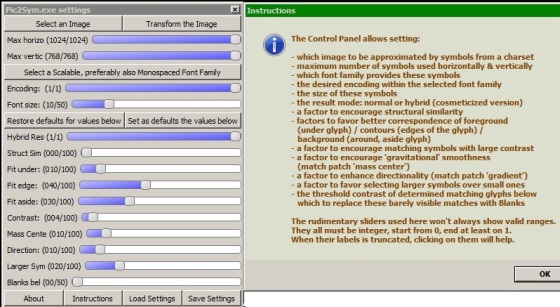 Pic2Sym.exe settings
x
Select an Image
Transform the Image
Max horizo (1024/1024)
Max vertic (768/768)
Select a Scalable, preferably also Monospaced Font Family
Encoding: (1/1)
Font size: (10/50)
Restore defaults for values below
Set as defaults the values below
Hybrid Res (1/1)
Struct Sim (000/100)
Fit under: (010/100)
Fit edge: (040/100)
Fit aside: (030/100)
Contrast: (004/100)
Mass Cente (010/100)
Direction: (010/100)
Larger Sym (020/100)
Blanks bel (00/50)
About
Instructions
Load Settings
Save Settings
Instructions
The Control Panel allows setting:
- which image to be approximated by symbols from a charset
- maximum number of symbols used horizontally & vertically
- which font family provides these symbols
- the desired encoding within the selected font family
- the size of these symbols
- the result mode: normal or hybrid (cosmeticized version)
- a factor to encourage structural similarity
- factors to favor better correspondence of foreground
(under glyph) / contours (edges of the glyph) /
background (around, aside glyph)
- a factor to encourage matching symbols with large contrast
- a factor to encourage 'gravitational' smoothness
(match patch 'mass center')
- a factor to enhance directionality (match patch 'gradient')
- a factor to favor selecting larger symbols over small ones
- the threshold contrast of determined matching glyphs below
which to replace these barely visible matches with Blanks
The rudimentary sliders used here won't always show valid ranges.
They all must be integer, start from 0, end at least on 1.
When their labels is truncated, clicking on them will help.
OK